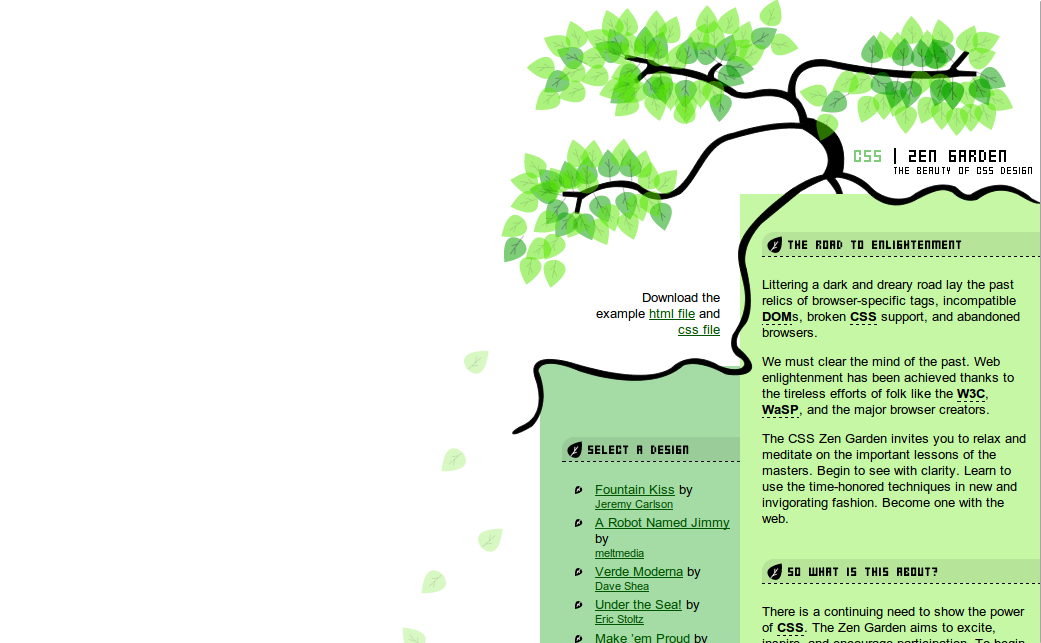 CSS | ZEN GARDEN
THE BEAUTY OF CSS DESIGN
Download the
example html file and
css file
SELECT A DESIGN
Fountain Kiss by
Jeremy Carlson
A Robot Named Jimmy
by
meltmedia
Verde Moderna by
Dave Shea
Under the Sea! by
Eric Stoltz
Make 'em Proud by
THE ROAD TO ENLIGHTENMENT
Littering a dark and dreary road lay the past
relics of browser-specific tags, incompatible
DOMs, broken CSS support, and abandoned
browsers.
We must clear the mind of the past. Web
enlightenment has been achieved thanks to
the tireless efforts of folk like the W3C,
WaSP, and the major browser creators.
The CSS Zen Garden invites you to relax and
meditate on the important lessons of the
masters. Begin to see with clarity. Learn to
use the time-honored techniques in new and
invigorating fashion. Become one with the
web.
SO WHAT IS THIS ABOUT?
There is a continuing need to show the power
of CSS. The Zen Garden aims to excite,
inspire, and encourage participation. To begin